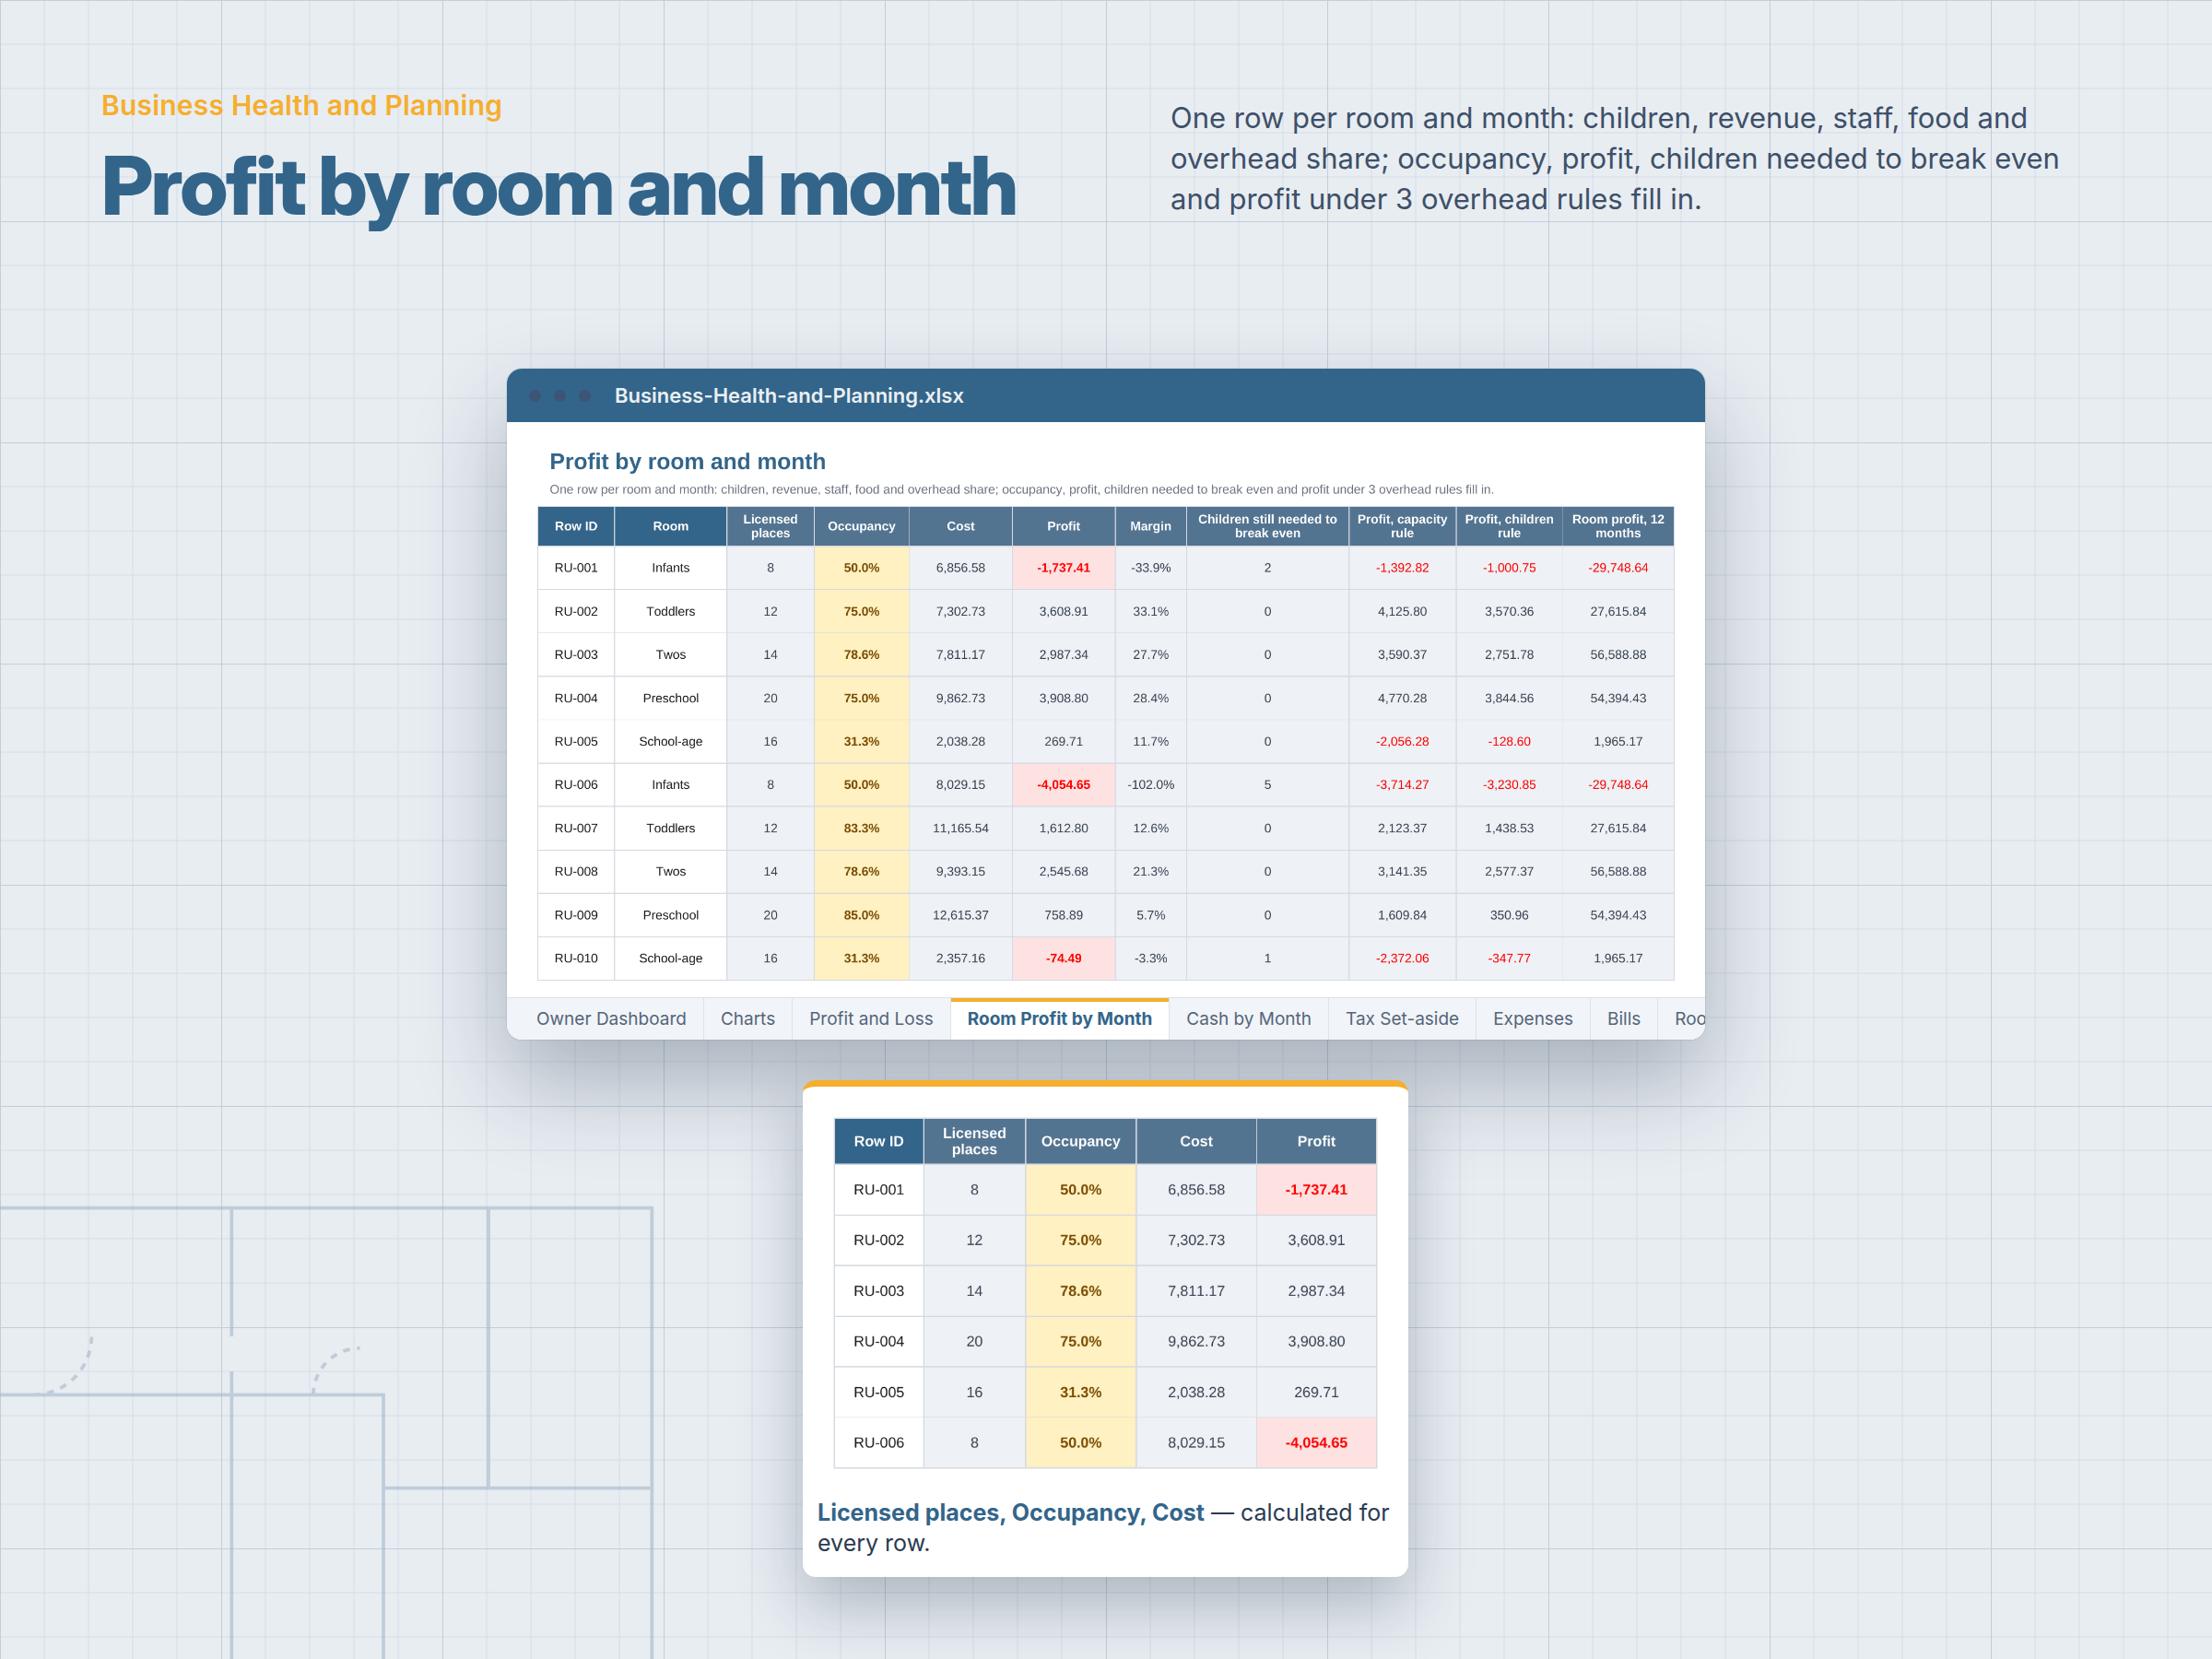 Business Health and Planning
Profit by room and month
One row per room and month: children, revenue, staff, food and
overhead share; occupancy, profit, children needed to break even
and profit under 3 overhead rules fill in.
Business-Health-and-Planning.xlsx
Profit by room and month
One row per room and month: children, revenue, staff, food and overhead share; occupancy, profit, children needed to break even and profit under 3 overhead rules fill in.
Row ID Room Licensed places Occupancy Cost Profit Margin Children still needed to break even Profit, capacity rule Profit, children rule Room profit, 12 months
RU-001 Infants 8 50.0% 6,856.58 -1,737.41 -33.9% 2 -1,392.82 -1,000.75 -29,748.64
RU-002 Toddlers 12 75.0% 7,302.73 3,608.91 33.1% 0 4,125.80 3,570.36 27,615.84
RU-003 Twos 14 78.6% 7,811.17 2,987.34 27.7% 0 3,590.37 2,751.78 56,588.88
RU-004 Preschool 20 75.0% 9,862.73 3,908.80 28.4% 0 4,770.28 3,844.56 54,394.43
RU-005 School-age 16 31.3% 2,038.28 269.71 11.7% 0 -2,056.28 -128.60 1,965.17
RU-006 Infants 8 50.0% 8,029.15 -4,054.65 -102.0% 5 -3,714.27 -3,230.85 -29,748.64
RU-007 Toddlers 12 83.3% 11,165.54 1,612.80 12.6% 0 2,123.37 1,438.53 27,615.84
RU-008 Twos 14 78.6% 9,393.15 2,545.68 21.3% 0 3,141.35 2,577.37 56,588.88
RU-009 Preschool 20 85.0% 12,615.37 758.89 5.7% 0 1,609.84 350.96 54,394.43
RU-010 School-age 16 31.3% 2,357.16 -74.49 -3.3% 1 -2,372.06 -347.77 1,965.17
Owner Dashboard Charts Profit and Loss Room Profit by Month Cash by Month Tax Set-aside Expenses Bills Roo
Row ID Licensed places Occupancy Cost Profit
RU-001 8 50.0% 6,856.58 -1,737.41
RU-002 12 75.0% 7,302.73 3,608.91
RU-003 14 78.6% 7,811.17 2,987.34
RU-004 20 75.0% 9,862.73 3,908.80
RU-005 16 31.3% 2,038.28 269.71
RU-006 8 50.0% 8,029.15 -4,054.65
Licensed places, Occupancy, Cost — calculated for
every row.